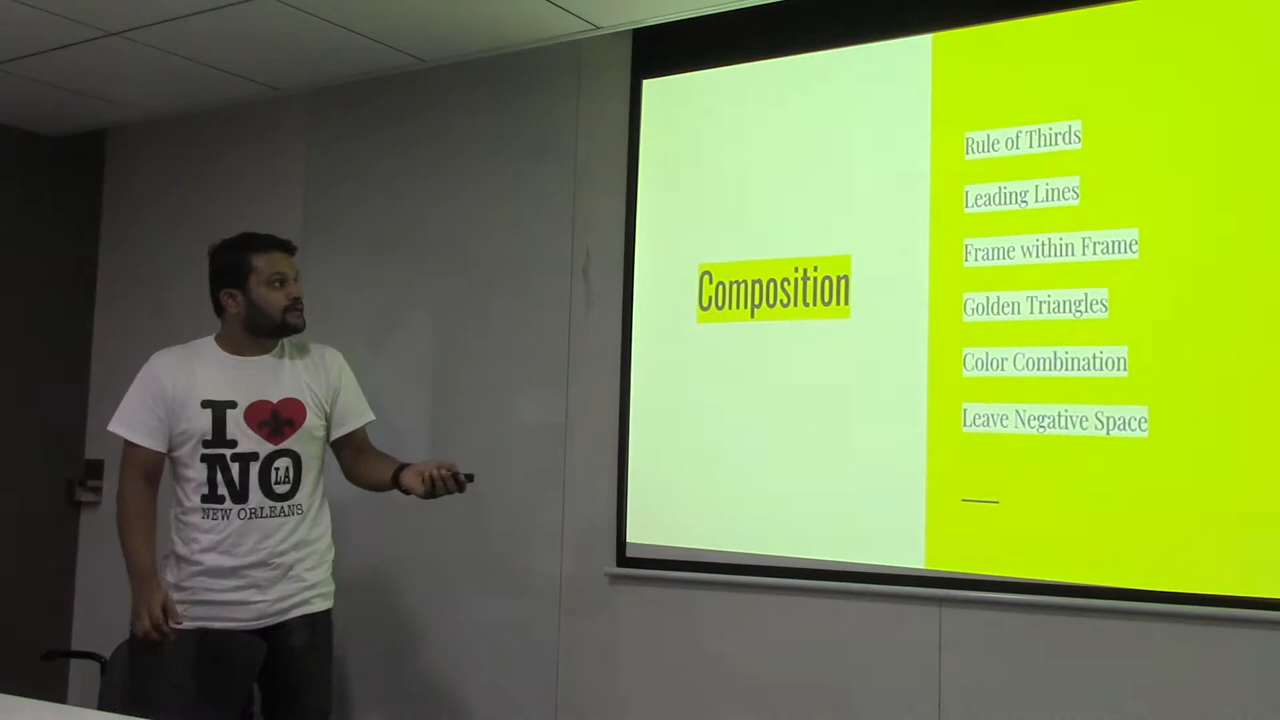 Composition
Rule of Thirds
Leading Lines
Frame within Frame
Golden Triangles
Color Combination
Leave Negative Space
I
NO
LA
NEW ORLEANS